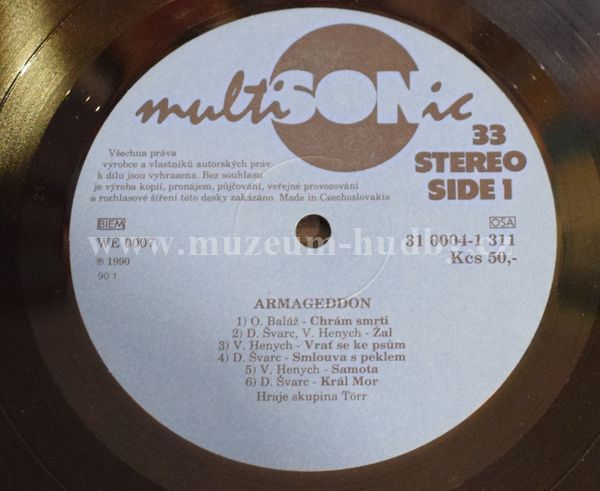 multiSONic
33
STEREO
SIDE 1
Všechna práva
výrobce a vlastníků autorských práv
k dílu jsou vyhrazena. Bez souhlasu
je výroba kopií, pronájem, půjčování, veřejné provozování
a rozhlasové šíření této desky zakázáno. Made in Czechoslovakia
BIEM
OSA
WE 0007
31 0004-1 311
℗ 1990
Kčs 50,-
90 1
www.muzeum-hudby.cz
ARMAGEDDON
1) O. Baláž - Chrám smrti
2) D. Švarc, V. Henych - Žal
3) V. Henych - Vrať se ke psům
4) D. Švarc - Smlouva s peklem
5) V. Henych - Samota
6) D. Švarc - Král Mor
Hraje skupina Törr